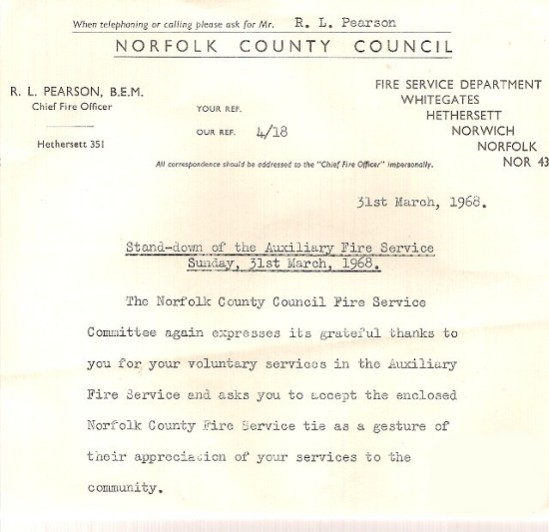 When telephoning or calling please ask for Mr. R. L. Pearson
NORFOLK COUNTY COUNCIL
R. L. PEARSON, B.E.M.
Chief Fire Officer
Hethersett 351
YOUR REF.
OUR REF. 4/18
FIRE SERVICE DEPARTMENT
WHITEGATES
HETHERSETT
NORWICH
NORFOLK
NOR 43
All correspondence should be addressed to the "Chief Fire Officer" impersonally.
31st March, 1968.
Stand-down of the Auxiliary Fire Service
Sunday, 31st March, 1968.
The Norfolk County Council Fire Service
Committee again expresses its grateful thanks to
you for your voluntary services in the Auxiliary
Fire Service and asks you to accept the enclosed
Norfolk County Fire Service tie as a gesture of
their appreciation of your services to the
community.